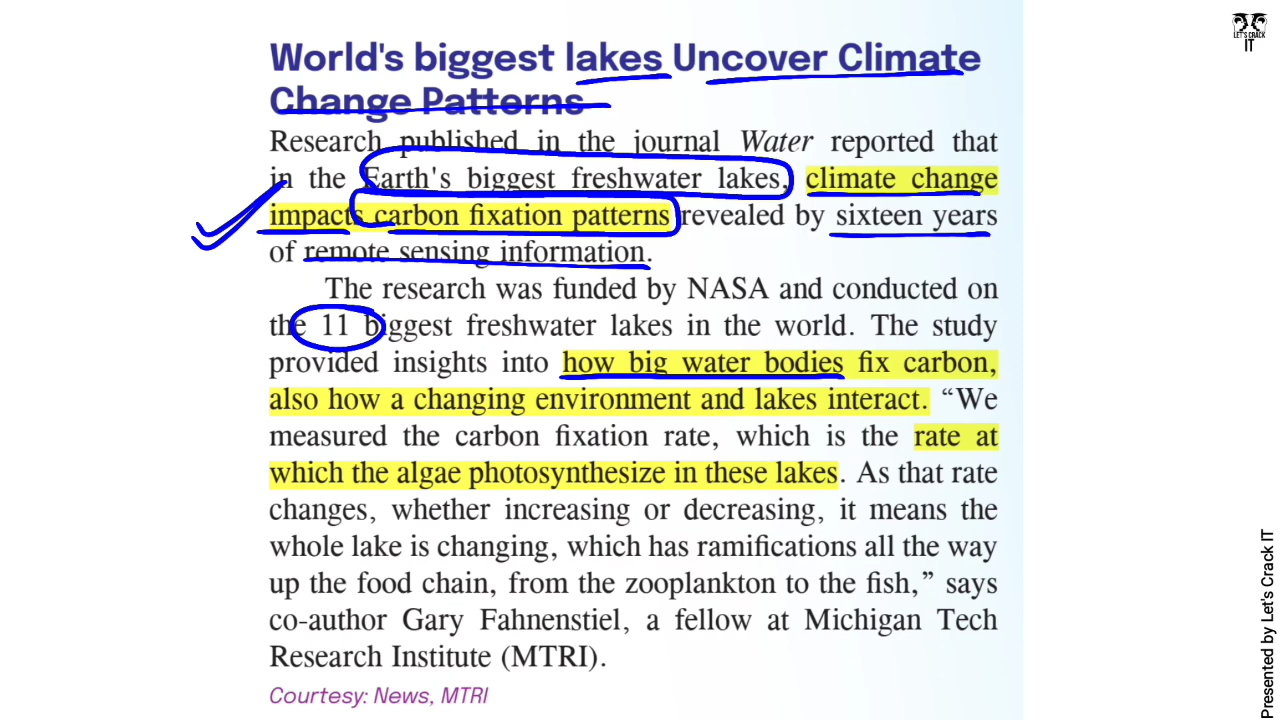 World's biggest lakes Uncover Climate
Change Patterns
Research published in the journal Water reported that
in the Earth's biggest freshwater lakes, climate change
impacts carbon fixation patterns revealed by sixteen years
of remote sensing information.
The research was funded by NASA and conducted on
the 11 biggest freshwater lakes in the world. The study
provided insights into how big water bodies fix carbon,
also how a changing environment and lakes interact. “We
measured the carbon fixation rate, which is the rate at
which the algae photosynthesize in these lakes. As that rate
changes, whether increasing or decreasing, it means the
whole lake is changing, which has ramifications all the way
up the food chain, from the zooplankton to the fish,” says
co-author Gary Fahnenstiel, a fellow at Michigan Tech
Research Institute (MTRI).
Courtesy: News, MTRI
LET'S CRACK
IT
Presented by Let's Crack IT